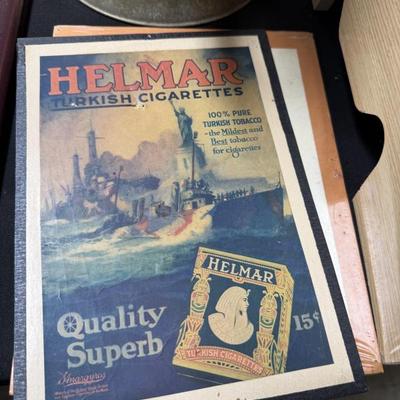 HELMAR
TURKISH CIGARETTES
100% PURE
TURKISH TOBACCO
-the Mildest and
Best tobacco
for cigarettes
HELMAR
TURKISH CIGARETTES
15¢
Quality
Superb
S. Anargyros